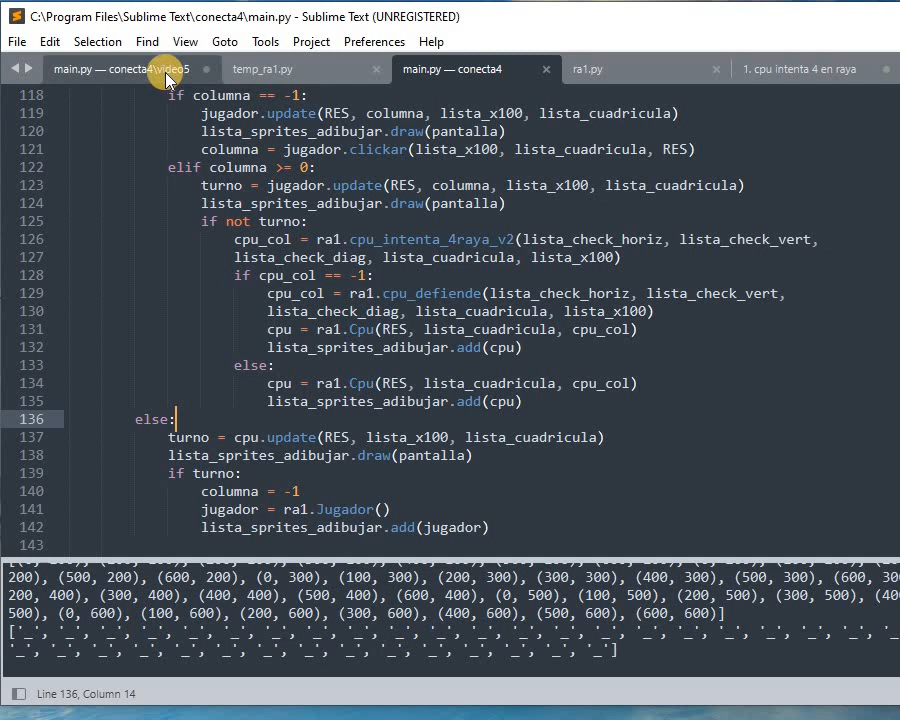 C:\Program Files\Sublime Text\conecta4\main.py - Sublime Text (UNREGISTERED)
File Edit Selection Find View Goto Tools Project Preferences Help
main.py — conecta4\video5 temp_ra1.py main.py — conecta4 ra1.py 1. cpu intenta 4 en raya
118 if columna == -1:
119 jugador.update(RES, columna, lista_x100, lista_cuadricula)
120 lista_sprites_adibujar.draw(pantalla)
121 columna = jugador.clickar(lista_x100, lista_cuadricula, RES)
122 elif columna >= 0:
123 turno = jugador.update(RES, columna, lista_x100, lista_cuadricula)
124 lista_sprites_adibujar.draw(pantalla)
125 if not turno:
126 cpu_col = ra1.cpu_intenta_4raya_v2(lista_check_horiz, lista_check_vert,
127 lista_check_diag, lista_cuadricula, lista_x100)
128 if cpu_col == -1:
129 cpu_col = ra1.cpu_defiende(lista_check_horiz, lista_check_vert,
130 lista_check_diag, lista_cuadricula, lista_x100)
131 cpu = ra1.Cpu(RES, lista_cuadricula, cpu_col)
132 lista_sprites_adibujar.add(cpu)
133 else:
134 cpu = ra1.Cpu(RES, lista_cuadricula, cpu_col)
135 lista_sprites_adibujar.add(cpu)
136 else:
137 turno = cpu.update(RES, lista_x100, lista_cuadricula)
138 lista_sprites_adibujar.draw(pantalla)
139 if turno:
140 columna = -1
141 jugador = ra1.Jugador()
142 lista_sprites_adibujar.add(jugador)
143
200), (500, 200), (600, 200), (0, 300), (100, 300), (200, 300), (300, 300), (400, 300), (500, 300), (600, 30
200, 400), (300, 400), (400, 400), (500, 400), (600, 400), (0, 500), (100, 500), (200, 500), (300, 500), (40
500), (0, 600), (100, 600), (200, 600), (300, 600), (400, 600), (500, 600), (600, 600)]
['_', '_', '_', '_', '_', '_', '_', '_', '_', '_', '_', '_', '_', '_', '_', '_', '_', '_', '_', '_', '_
'_', '_', '_', '_', '_', '_', '_', '_', '_', '_', '_', '_', '_', '_']
Line 136, Column 14